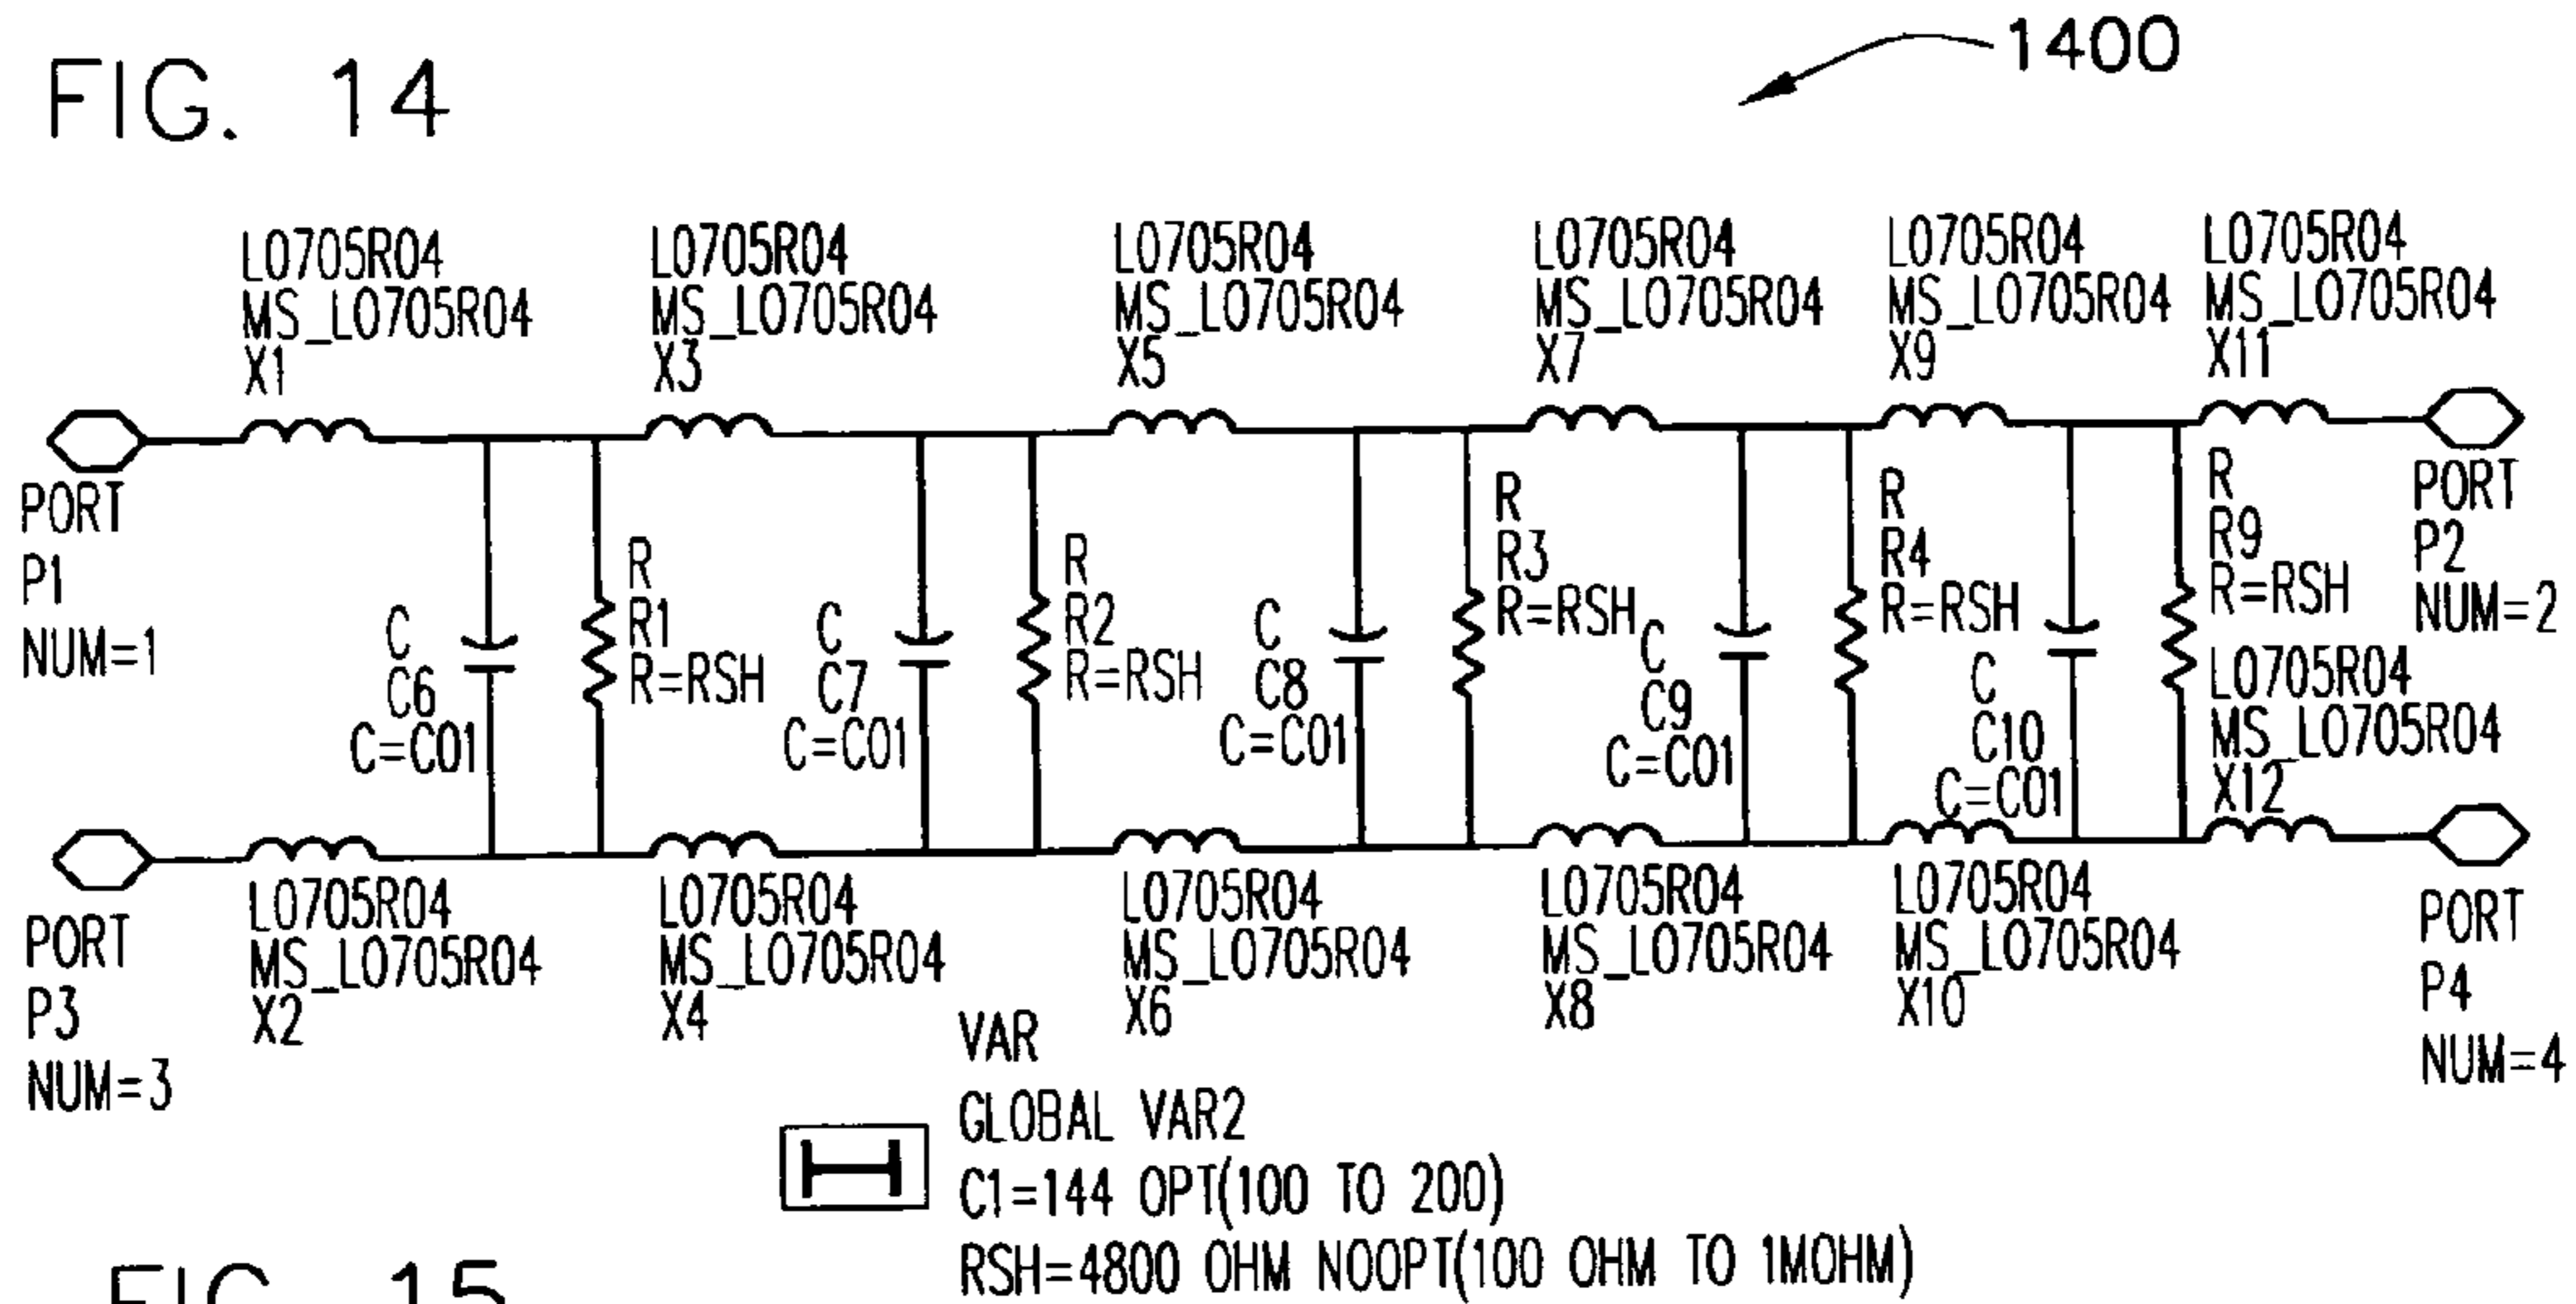 FIG. 14
1400
L0705R04
MS_L0705R04
X1
L0705R04
MS_L0705R04
X3
L0705R04
MS_L0705R04
X5
L0705R04
MS_L0705R04
X7
L0705R04
MS_L0705R04
X9
L0705R04
MS_L0705R04
X11
PORT
P1
NUM=1
C
C6
C=C01
R
R1
R=RSH
C
C7
C=C01
R
R2
R=RSH
C
C8
C=C01
R
R3
R=RSH
C
C9
C=C01
R
R4
R=RSH
C
C10
C=C01
R
R9
R=RSH
PORT
P2
NUM=2
L0705R04
MS_L0705R04
X12
PORT
P3
NUM=3
L0705R04
MS_L0705R04
X2
L0705R04
MS_L0705R04
X4
L0705R04
MS_L0705R04
X6
L0705R04
MS_L0705R04
X8
L0705R04
MS_L0705R04
X10
PORT
P4
NUM=4
VAR
GLOBAL VAR2
C1=144 OPT(100 TO 200)
RSH=4800 OHM NOOPT(100 OHM TO 1MOHM)
FIG. 15